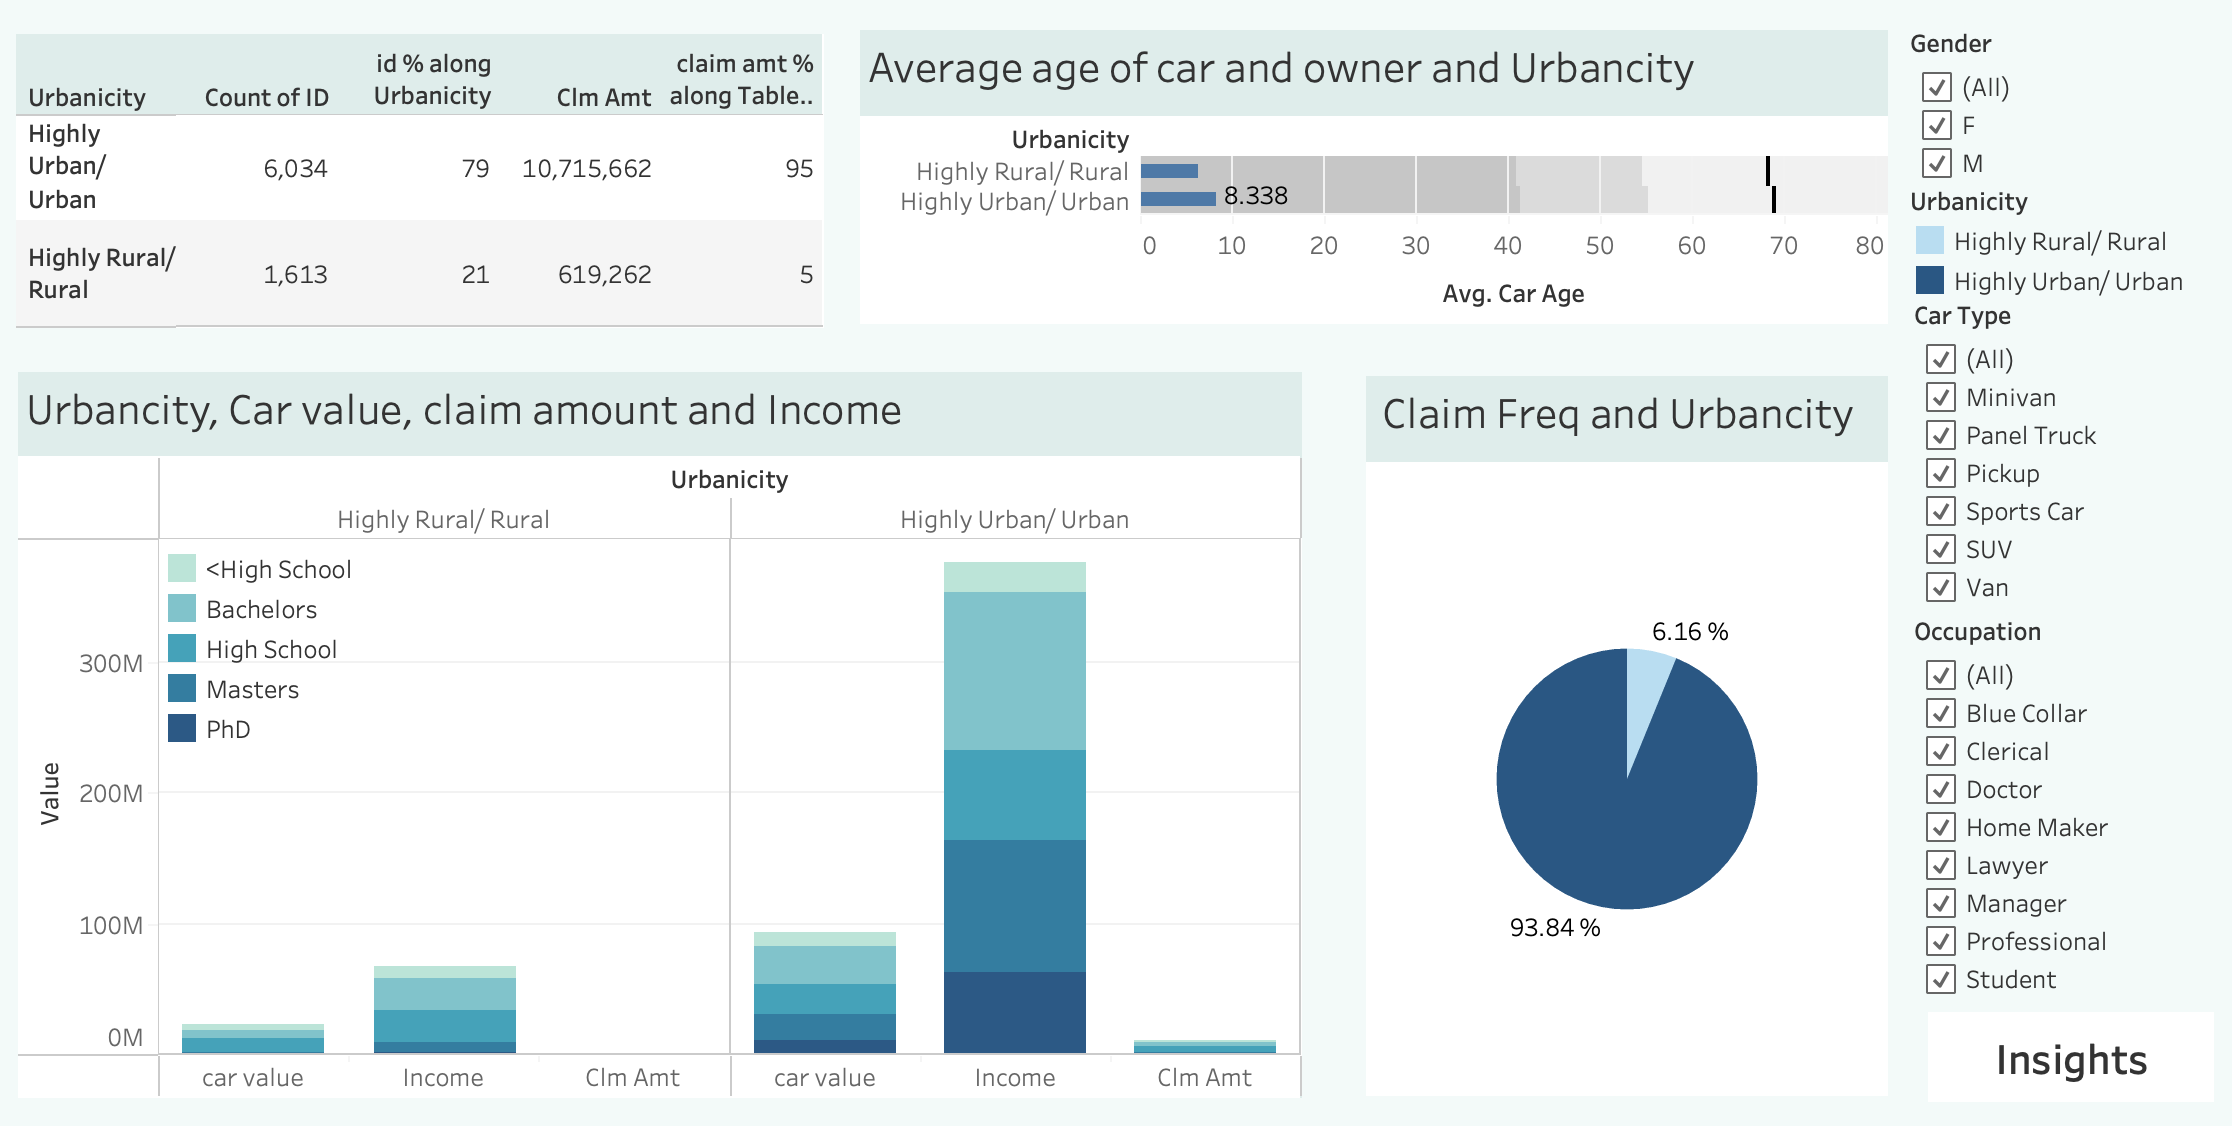 Urbanicity Count of ID id % along Urbanicity Clm Amt claim amt % along Table..
Highly Urban/ Urban 6,034 79 10,715,662 95
Highly Rural/ Rural 1,613 21 619,262 5
Average age of car and owner and Urbancity
Urbanicity
Highly Rural/ Rural
Highly Urban/ Urban 8.338
0 10 20 30 40 50 60 70 80
Avg. Car Age
Urbancity, Car value, claim amount and Income
Urbanicity
Highly Rural/ Rural Highly Urban/ Urban
<High School
Bachelors
High School
Masters
PhD
Value
300M
200M
100M
0M
car value Income Clm Amt car value Income Clm Amt
Claim Freq and Urbancity
6.16 %
93.84 %
Gender
(All)
F
M
Urbanicity
Highly Rural/ Rural
Highly Urban/ Urban
Car Type
(All)
Minivan
Panel Truck
Pickup
Sports Car
SUV
Van
Occupation
(All)
Blue Collar
Clerical
Doctor
Home Maker
Lawyer
Manager
Professional
Student
Insights